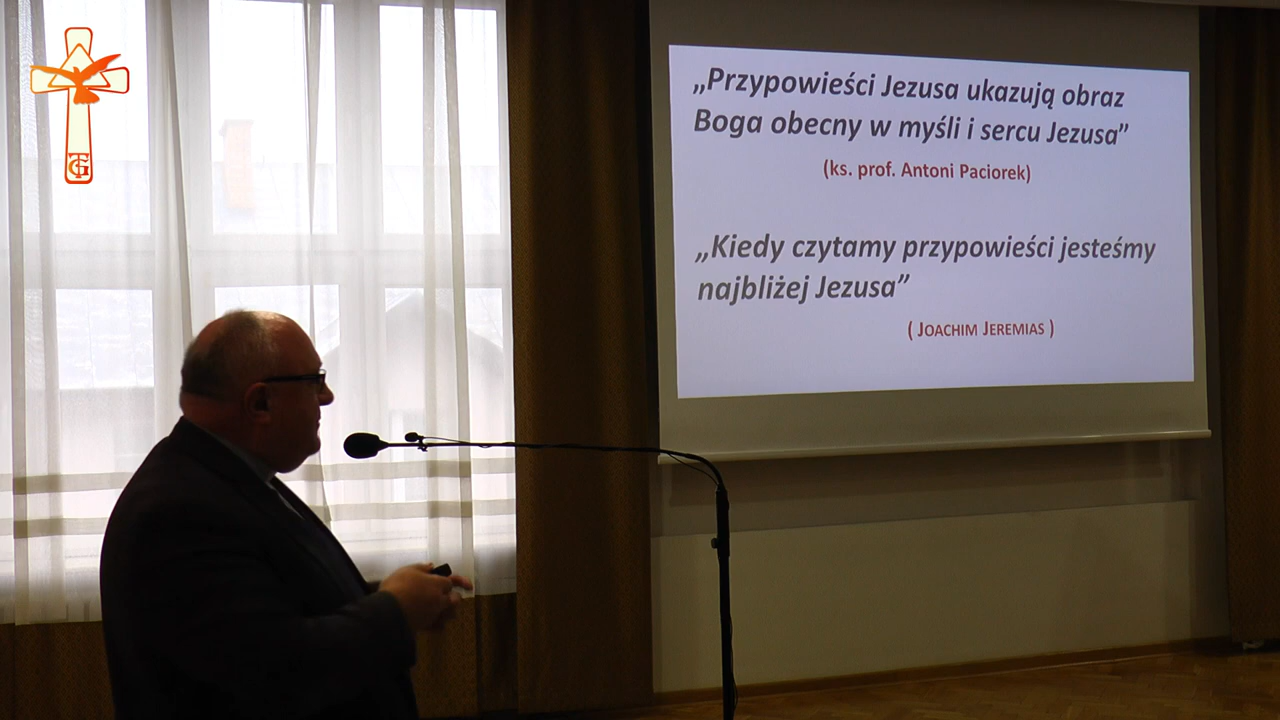 „Przypowieści Jezusa ukazują obraz
Boga obecny w myśli i sercu Jezusa”
(ks. prof. Antoni Paciorek)
„Kiedy czytamy przypowieści jesteśmy
najbliżej Jezusa”
( JOACHIM JEREMIAS )